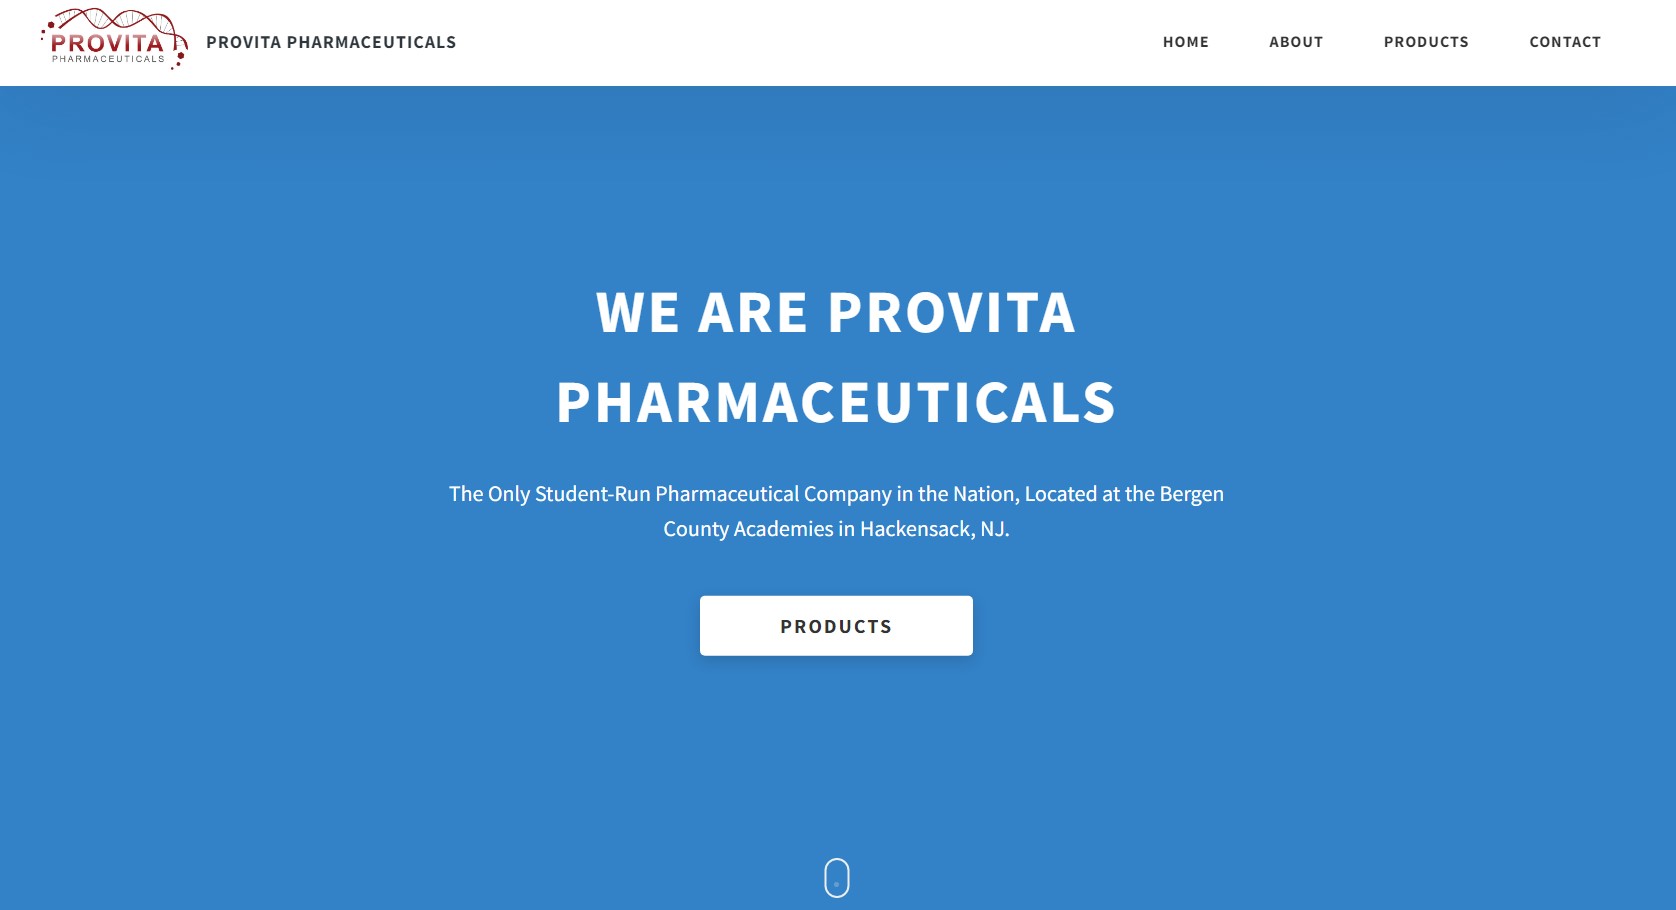 PROVITA
PHARMACEUTICALS
PROVITA PHARMACEUTICALS
HOME
ABOUT
PRODUCTS
CONTACT
WE ARE PROVITA
PHARMACEUTICALS
The Only Student-Run Pharmaceutical Company in the Nation, Located at the Bergen
County Academies in Hackensack, NJ.
PRODUCTS